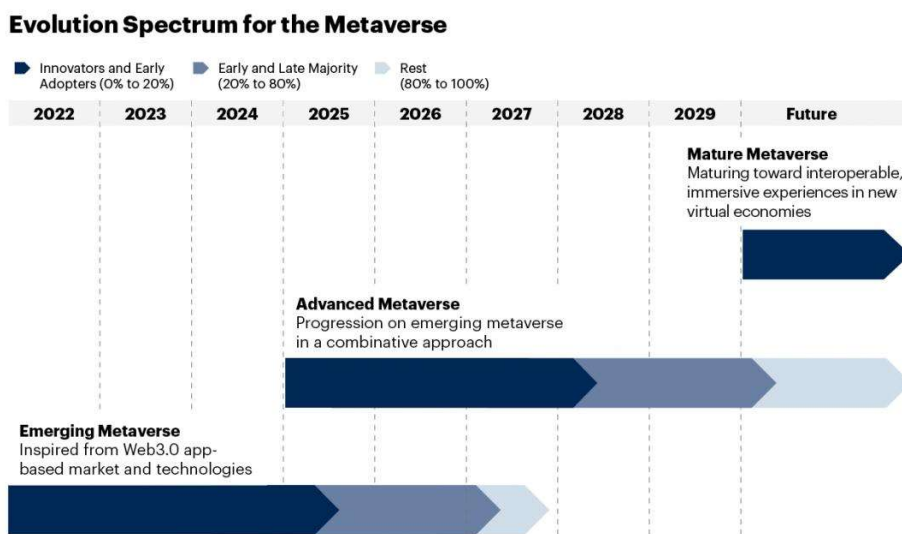 Evolution Spectrum for the Metaverse
Innovators and Early
Adopters (0% to 20%)
Early and Late Majority
(20% to 80%)
Rest
(80% to 100%)
2022 2023 2024 2025 2026 2027 2028 2029 Future
Mature Metaverse
Maturing toward interoperable,
immersive experiences in new
virtual economies
Advanced Metaverse
Progression on emerging metaverse
in a combinative approach
Emerging Metaverse
Inspired from Web3.0 app-
based market and technologies